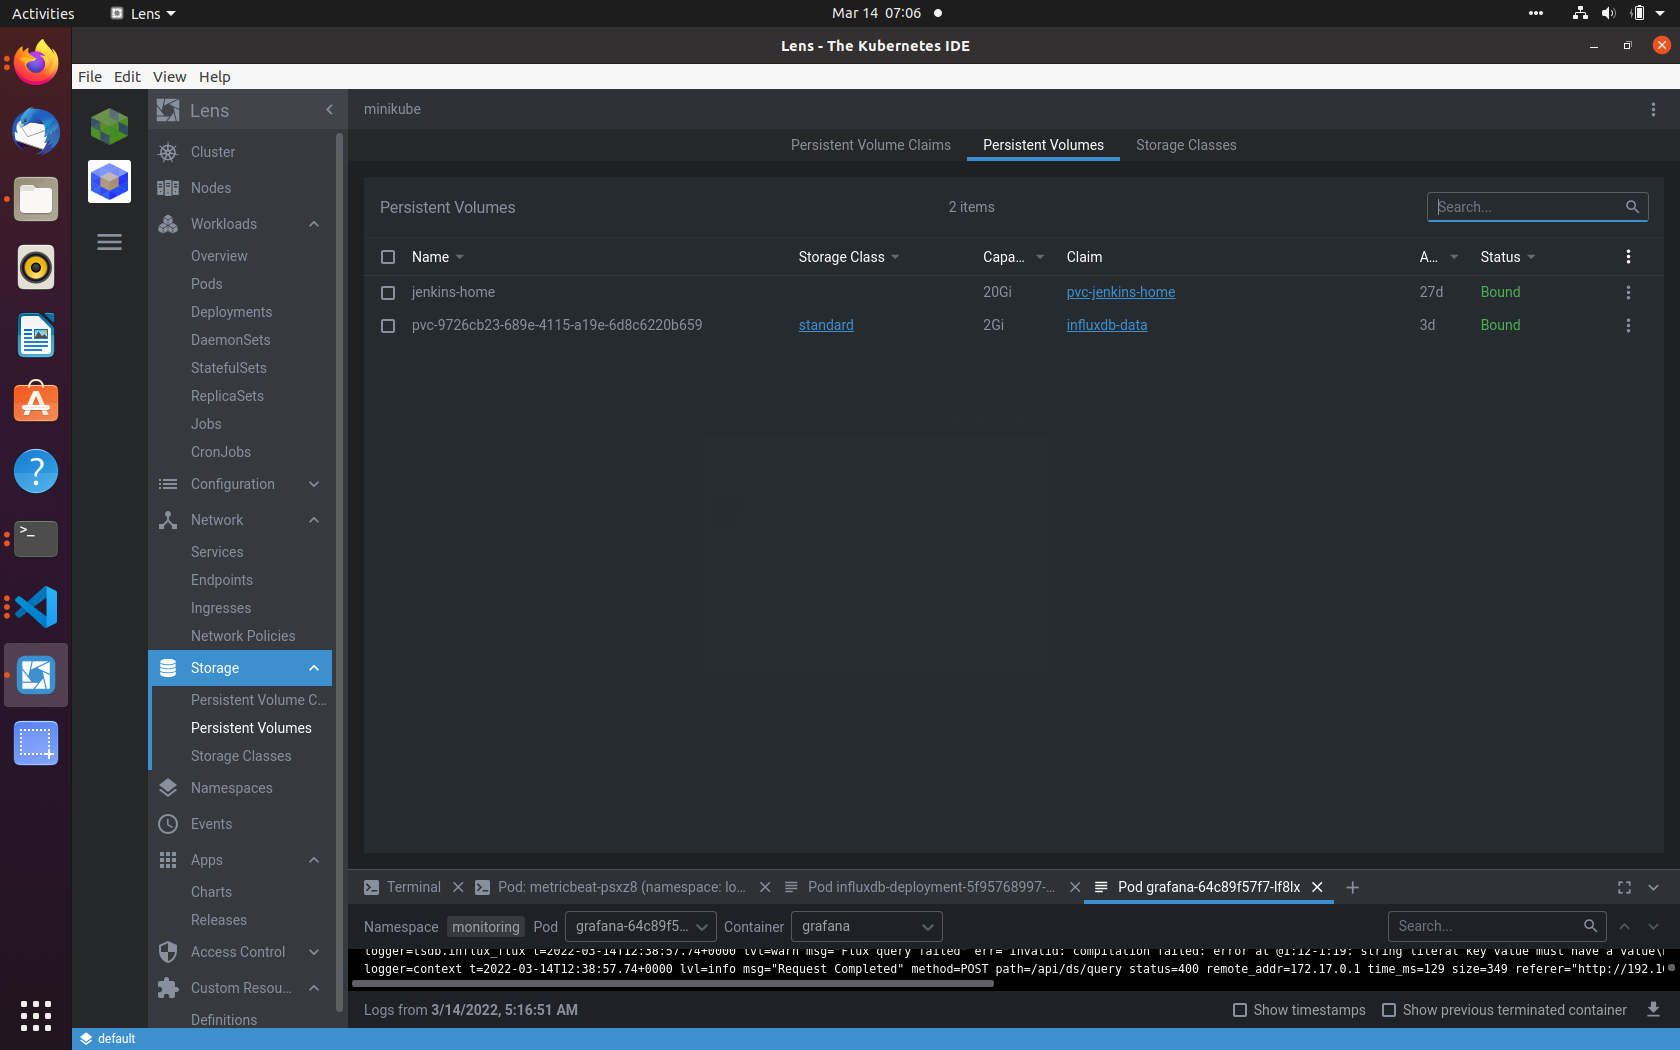 Activities
Lens
Mar 14 07:06
Lens - The Kubernetes IDE
File Edit View Help
Lens
minikube
Cluster
Nodes
Workloads
Overview
Pods
Deployments
DaemonSets
StatefulSets
ReplicaSets
Jobs
CronJobs
Configuration
Network
Services
Endpoints
Ingresses
Network Policies
Storage
Persistent Volume C...
Persistent Volumes
Storage Classes
Namespaces
Events
Apps
Charts
Releases
Access Control
Custom Resou...
Definitions
Persistent Volume Claims Persistent Volumes Storage Classes
Persistent Volumes 2 items Search...
Name Storage Class Capa... Claim A... Status
jenkins-home 20Gi pvc-jenkins-home 27d Bound
pvc-9726cb23-689e-4115-a19e-6d8c6220b659 standard 2Gi influxdb-data 3d Bound
Terminal Pod: metricbeat-psxz8 (namespace: lo... Pod influxdb-deployment-5f95768997-... Pod grafana-64c89f57f7-lf8lx
Namespace monitoring Pod grafana-64c89f5... Container grafana Search...
logger=tsdb.influx_flux t=2022-03-14T12:38:57.74+0000 lvl=warn msg="Flux query failed" err="invalid: compilation failed: error at @1:12-1:19: string literal key value must have a value\
logger=context t=2022-03-14T12:38:57.74+0000 lvl=info msg="Request Completed" method=POST path=/api/ds/query status=400 remote_addr=172.17.0.1 time_ms=129 size=349 referer="http://192.1
Logs from 3/14/2022, 5:16:51 AM Show timestamps Show previous terminated container
default